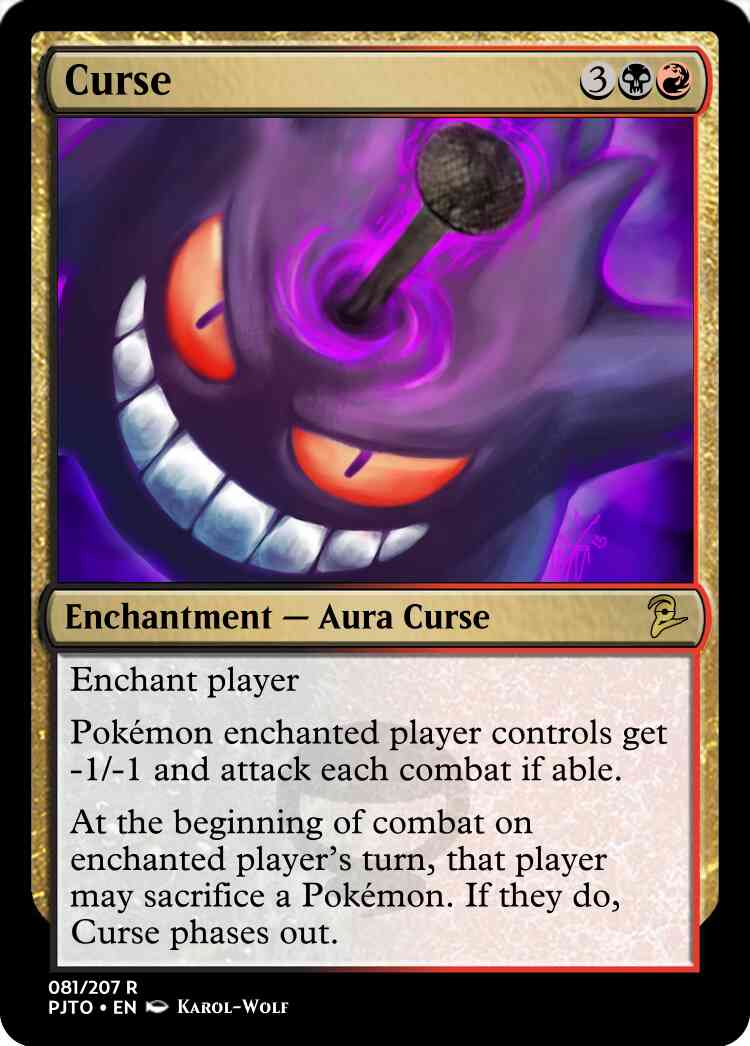 Curse 3
Enchantment — Aura Curse
Enchant player
Pokémon enchanted player controls get
-1/-1 and attack each combat if able.
At the beginning of combat on
enchanted player's turn, that player
may sacrifice a Pokémon. If they do,
Curse phases out.
081/207 R
PJTO • EN Karol-Wolf